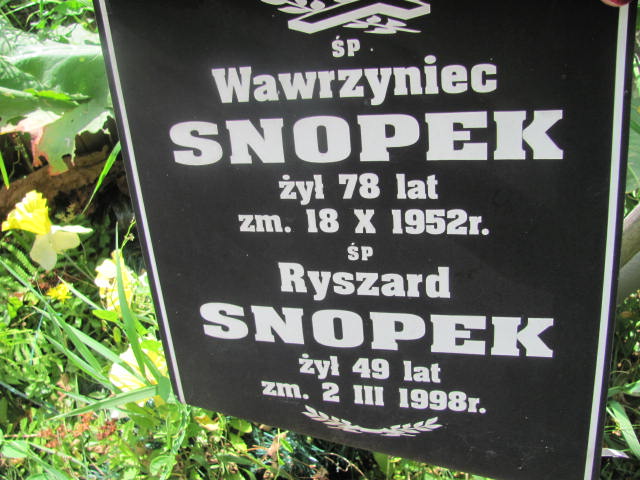 ŚP
Wawrzyniec
SNOPEK
żył 78 lat
zm. 18 X 1952r.
ŚP
Ryszard
SNOPEK
żył 49 lat
zm. 2 III 1998r.